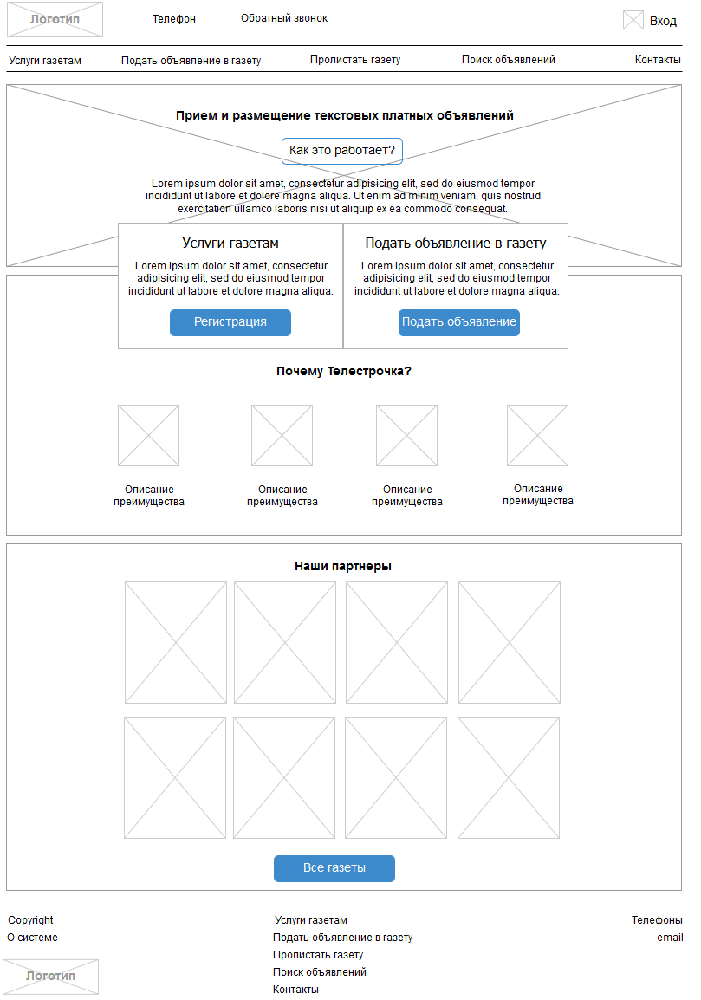 Логотип
Телефон
Обратный звонок
Вход
Услуги газетам
Подать объявление в газету
Пролистать газету
Поиск объявлений
Контакты
Прием и размещение текстовых платных объявлений
Как это работает?
Lorem ipsum dolor sit amet, consectetur adipisicing elit, sed do eiusmod tempor
incididunt ut labore et dolore magna aliqua. Ut enim ad minim veniam, quis nostrud
exercitation ullamco laboris nisi ut aliquip ex ea commodo consequat.
Услуги газетам
Lorem ipsum dolor sit amet, consectetur
adipisicing elit, sed do eiusmod tempor
incididunt ut labore et dolore magna aliqua.
Регистрация
Подать объявление в газету
Lorem ipsum dolor sit amet, consectetur
adipisicing elit, sed do eiusmod tempor
incididunt ut labore et dolore magna aliqua.
Подать объявление
Почему Телестрочка?
Описание
преимущества
Описание
преимущества
Описание
преимущества
Описание
преимущества
Наши партнеры
Все газеты
Copyright
О системе
Логотип
Услуги газетам
Подать объявление в газету
Пролистать газету
Поиск объявлений
Контакты
Телефоны
email